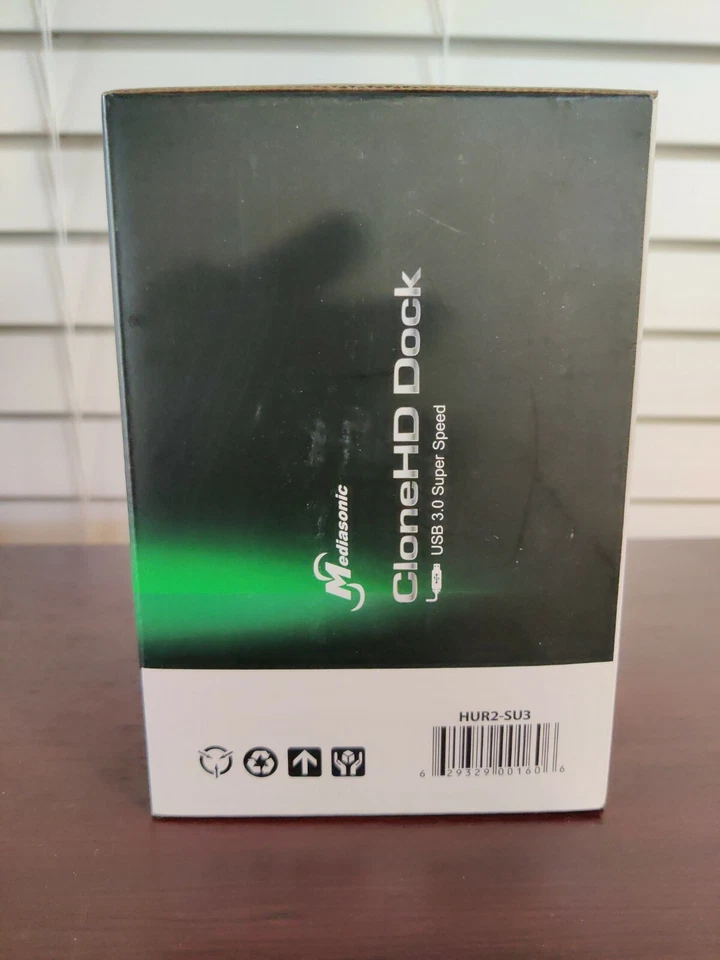 Mediasonic
CloneHD Dock
USB 3.0 Super Speed
HUR2-SU3
6 29329 00160 6